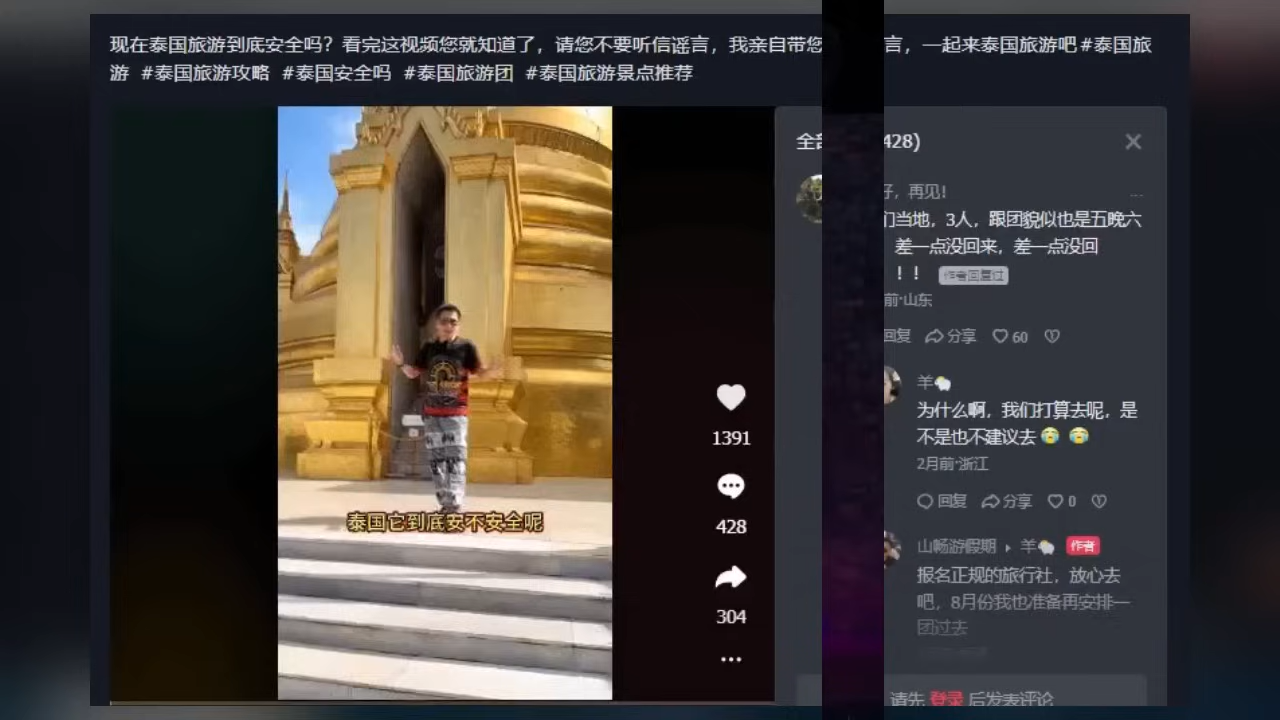 现在泰国旅游到底安全吗？看完这视频您就知道了，请您不要听信谣言，我亲自带您 言，一起来泰国旅游吧#泰国旅
游 #泰国旅游攻略 #泰国安全吗 #泰国旅游团 #泰国旅游景点推荐
泰国它到底安不安全呢
1391
428
304
全 428)
，再见！
们当地，3人，跟团貌似也是五晚六
差一点没回来，差一点没回
！！ 作者回复过
前·山东
回复 分享 60
羊
为什么啊，我们打算去呢，是
不是也不建议去
2月前·浙江
回复 分享 0
山畅游假期 羊 作者
报名正规的旅行社，放心去
吧，8月份我也准备再安排一
团过去
请先 登录 后发表评论